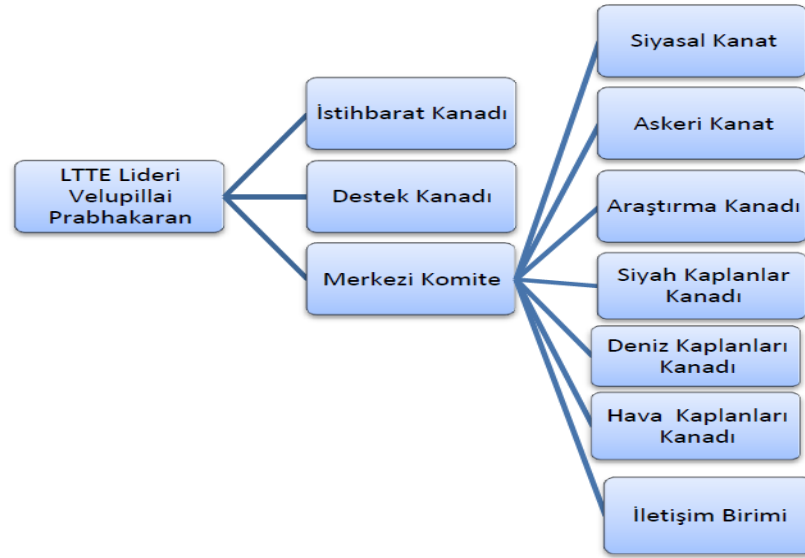 LTTE Lideri
Velupillai
Prabhakaran
İstihbarat Kanadı
Destek Kanadı
Merkezi Komite
Siyasal Kanat
Askeri Kanat
Araştırma Kanadı
Siyah Kaplanlar
Kanadı
Deniz Kaplanları
Kanadı
Hava Kaplanları
Kanadı
İletişim Birimi